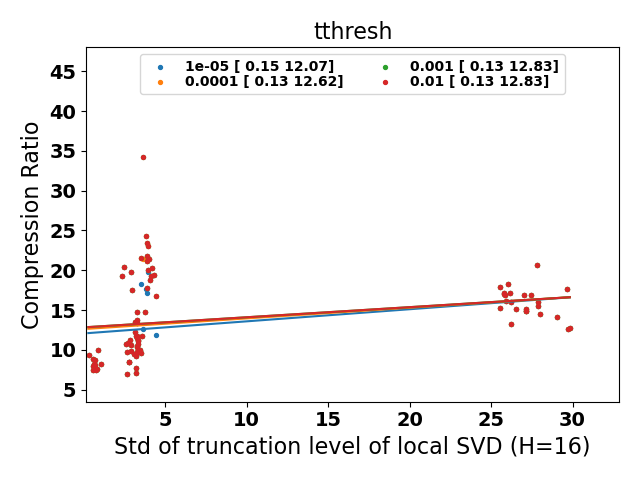 tthresh
1e-05 [ 0.15 12.07]
0.0001 [ 0.13 12.62]
0.001 [ 0.13 12.83]
0.01 [ 0.13 12.83]
Compression Ratio
45
40
35
30
25
20
15
10
5
5 10 15 20 25 30
Std of truncation level of local SVD (H=16)